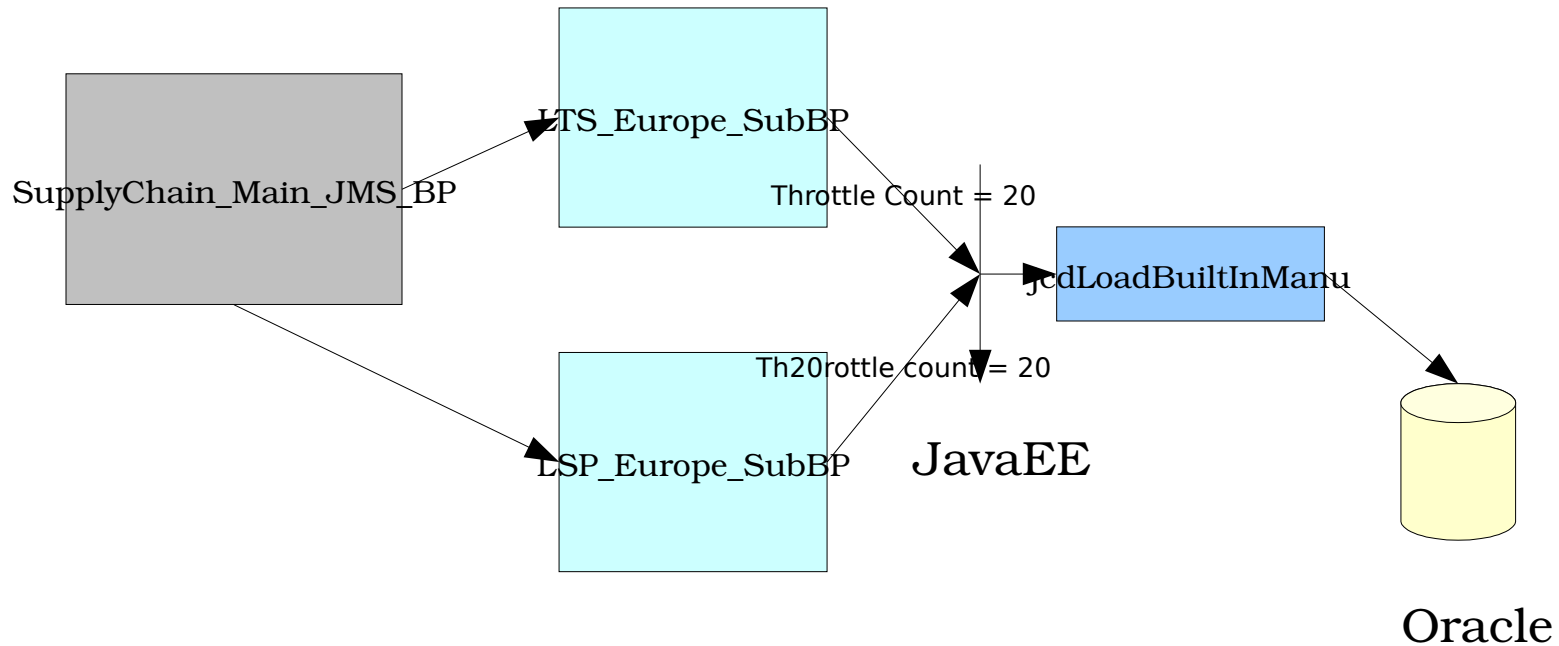 LTS_Europe_SubBP
SupplyChain_Main_JMS_BP
Throttle Count = 20
jcdLoadBuiltInManu
Th20rottle count = 20
LSP_Europe_SubBP
JavaEE
Oracle